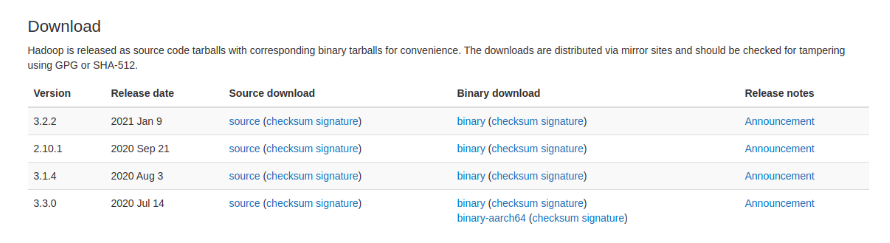 Download
Hadoop is released as source code tarballs with corresponding binary tarballs for convenience. The downloads are distributed via mirror sites and should be checked for tampering
using GPG or SHA-512.
Version Release date Source download Binary download Release notes
3.2.2 2021 Jan 9 source (checksum signature) binary (checksum signature) Announcement
2.10.1 2020 Sep 21 source (checksum signature) binary (checksum signature) Announcement
3.1.4 2020 Aug 3 source (checksum signature) binary (checksum signature) Announcement
3.3.0 2020 Jul 14 source (checksum signature) binary (checksum signature) Announcement
binary-aarch64 (checksum signature)